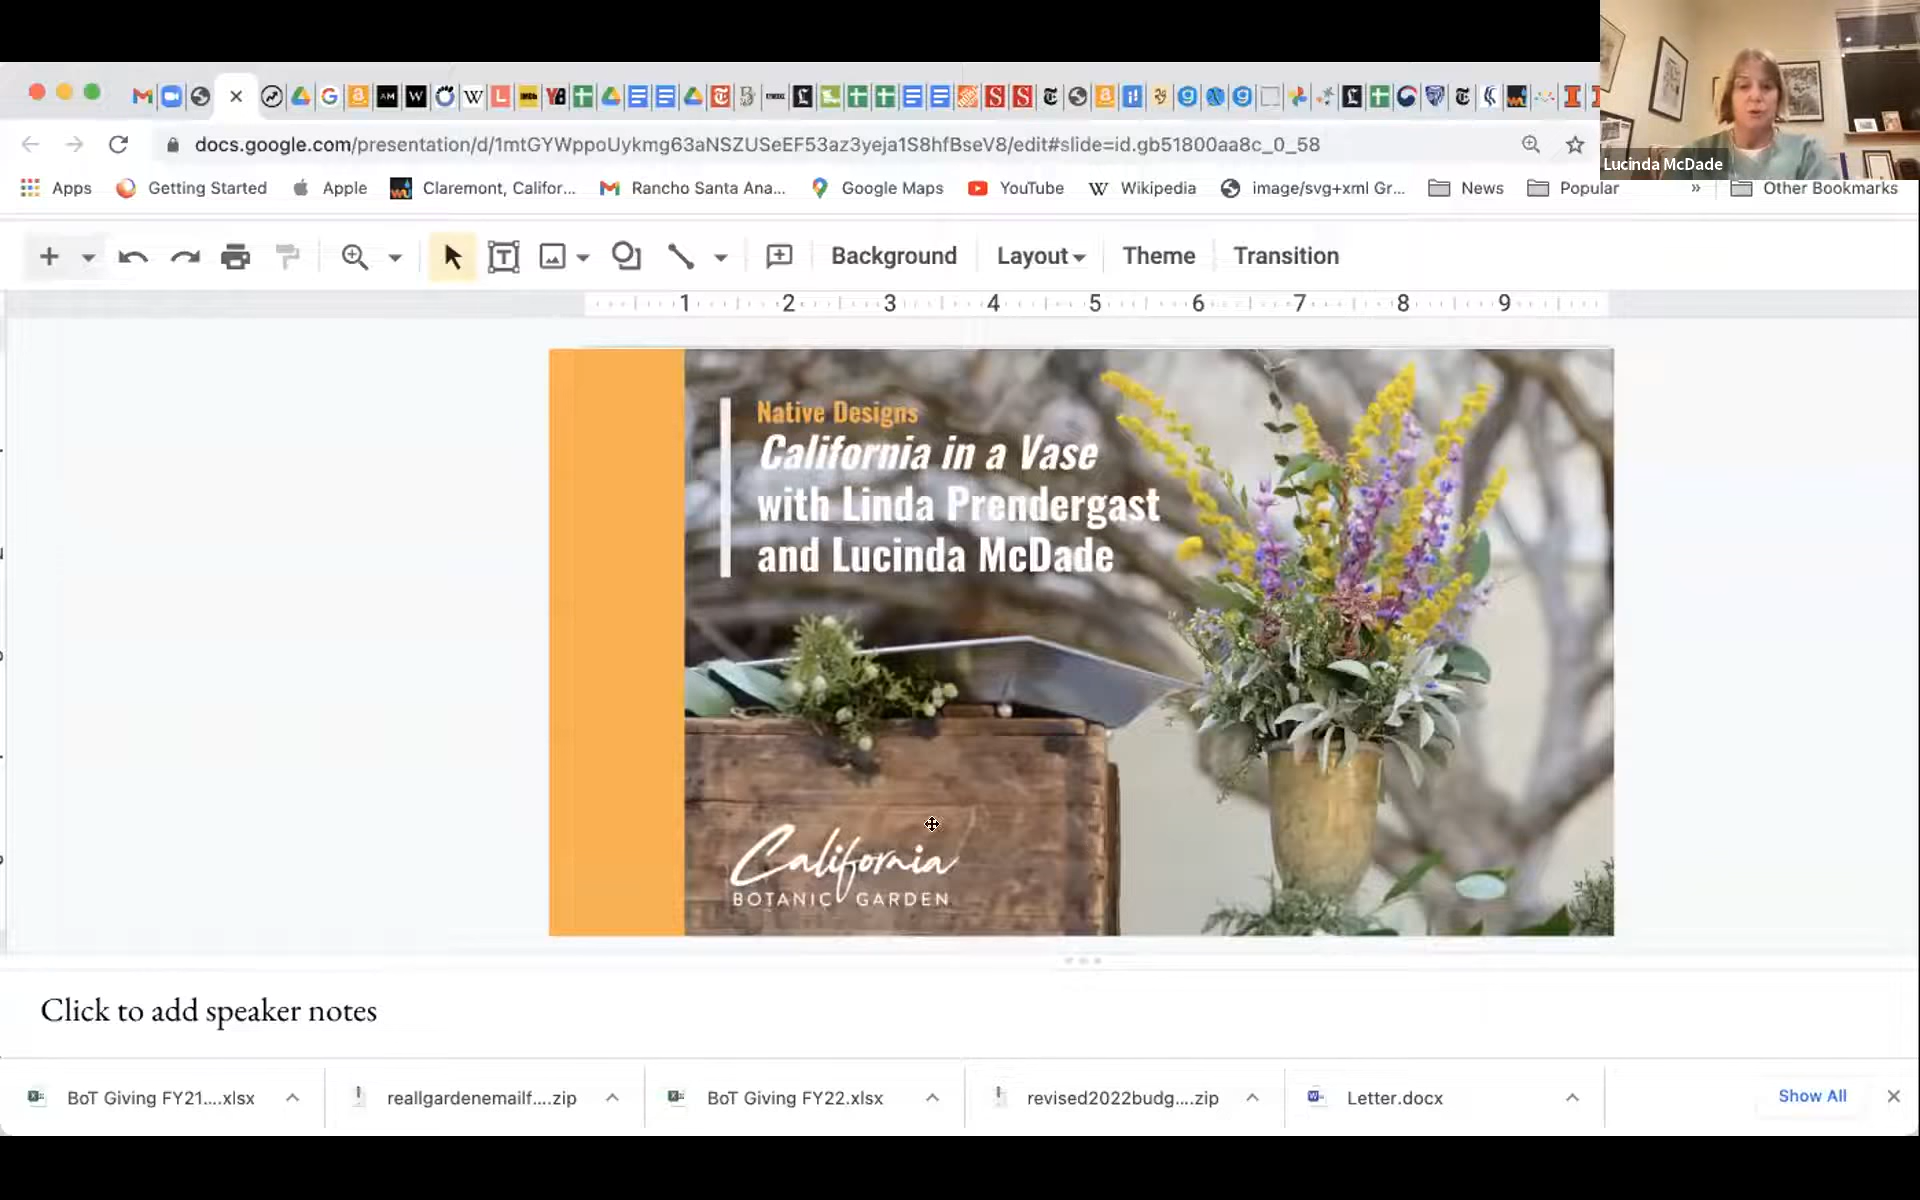 Lucinda McDade
docs.google.com/presentation/d/1mtGYWppoUykmg63aNSZUSeEF53az3yeja1S8hfBseV8/edit#slide=id.gb51800aa8c_0_58
Apps Getting Started Apple Claremont, Califor... Rancho Santa Ana... Google Maps YouTube Wikipedia image/svg+xml Gr... News Popular » Other Bookmarks
Background Layout Theme Transition
1 2 3 4 5 6 7 8 9
Native Designs
California in a Vase
with Linda Prendergast
and Lucinda McDade
California
BOTANIC GARDEN
Click to add speaker notes
BoT Giving FY21....xlsx reallgardenemailf....zip BoT Giving FY22.xlsx revised2022budg....zip Letter.docx Show All